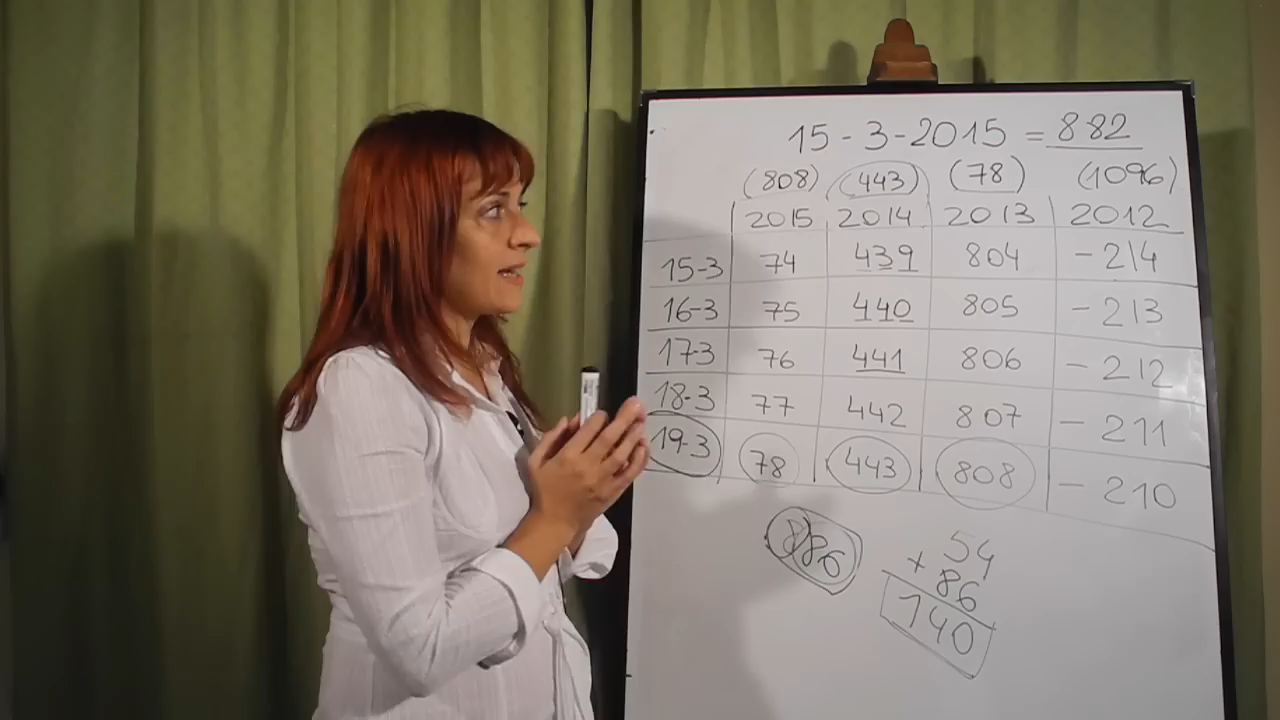 15 - 3 - 2015 = 882
(808) (443) (78) (1096)
2015 2014 2013 2012
15-3 74 439 804 - 214
16-3 75 440 805 - 213
17-3 76 441 806 - 212
18-3 77 442 807 - 211
19-3 78 443 808 - 210
886
54
+ 86
140